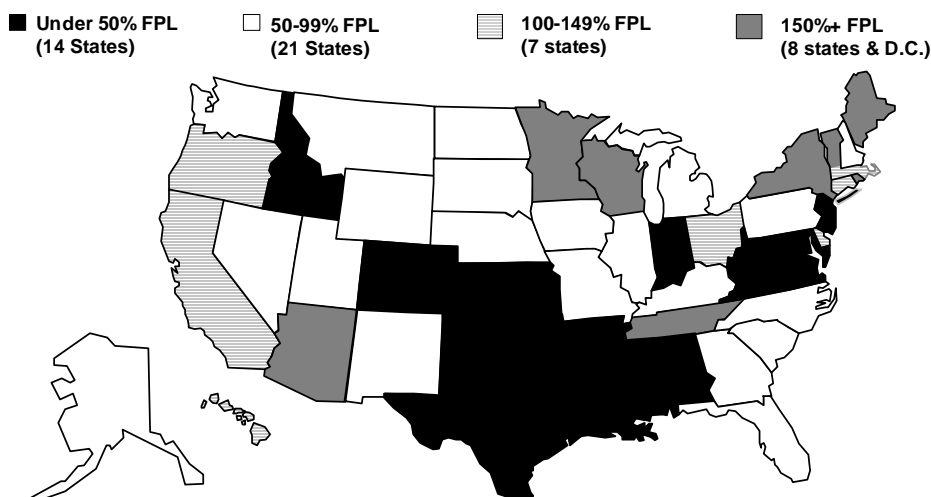 Under 50% FPL
(14 States)
50-99% FPL
(21 States)
100-149% FPL
(7 states)
150%+ FPL
(8 states & D.C.)